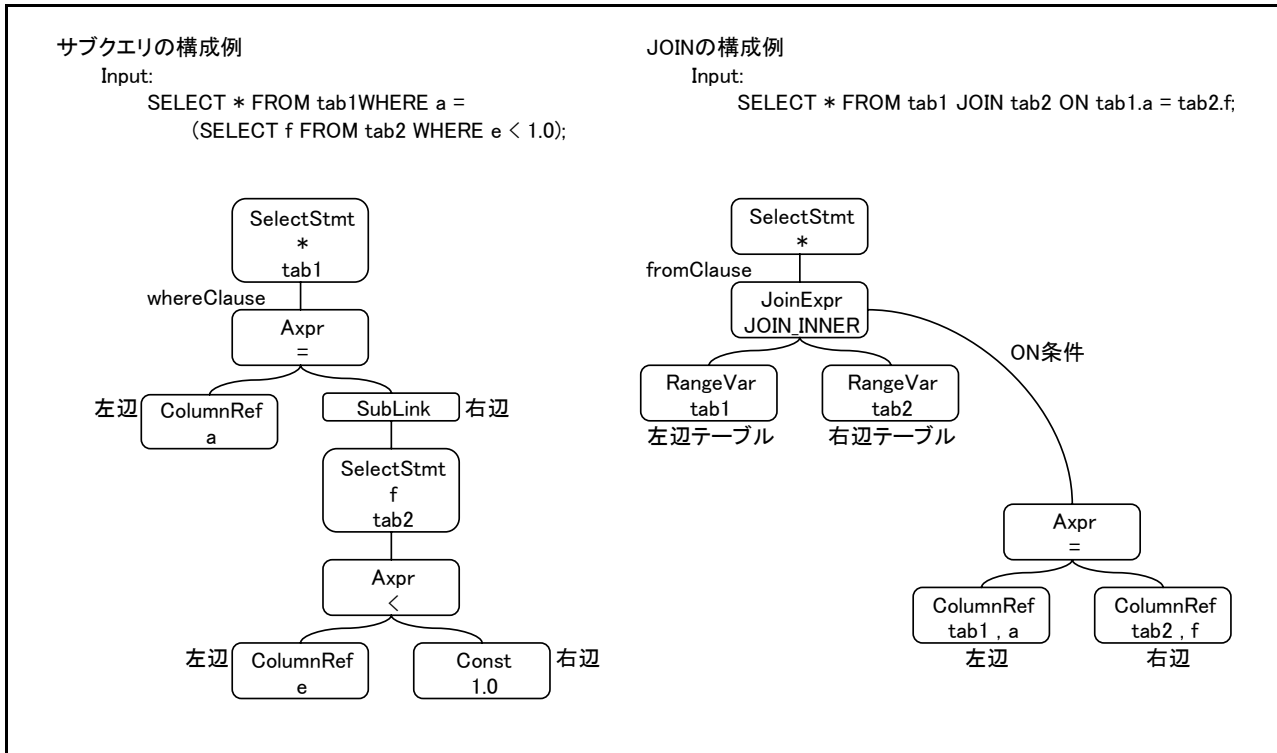 サブクエリの構成例
Input:
SELECT * FROM tab1WHERE a =
(SELECT f FROM tab2 WHERE e < 1.0);
SelectStmt
*
tab1
whereClause
Axpr
=
左辺
ColumnRef
a
SubLink
右辺
SelectStmt
f
tab2
Axpr
<
左辺
ColumnRef
e
Const
1.0
右辺
JOINの構成例
Input:
SELECT * FROM tab1 JOIN tab2 ON tab1.a = tab2.f;
SelectStmt
*
fromClause
JoinExpr
JOIN_INNER
ON条件
RangeVar
tab1
左辺テーブル
RangeVar
tab2
右辺テーブル
Axpr
=
ColumnRef
tab1 , a
左辺
ColumnRef
tab2 , f
右辺